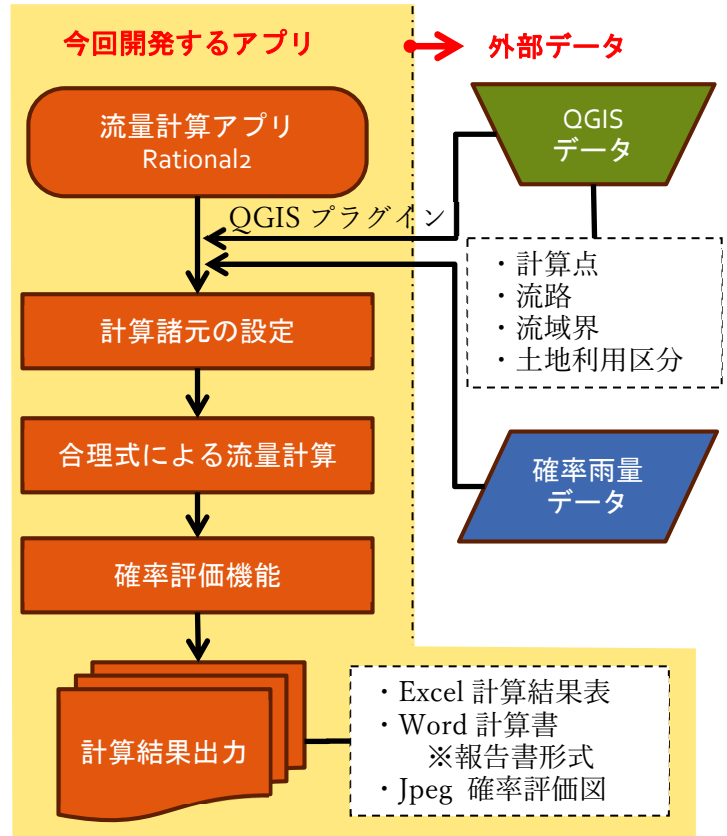 今回開発するアプリ
外部データ
流量計算アプリ
Rational2
QGIS
データ
QGIS プラグイン
・計算点
・流路
・流域界
・土地利用区分
計算諸元の設定
合理式による流量計算
確率雨量
データ
確率評価機能
計算結果出力
・Excel 計算結果表
・Word 計算書
※報告書形式
・Jpeg 確率評価図